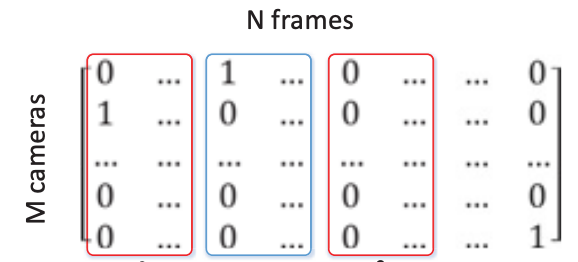 N frames
M cameras
0 ... 1 ... 0 ... ... 0
1 ... 0 ... 0 ... ... 0
... ... ... ... ... ... ... ...
0 ... 0 ... 0 ... ... 0
0 ... 0 ... 0 ... ... 1